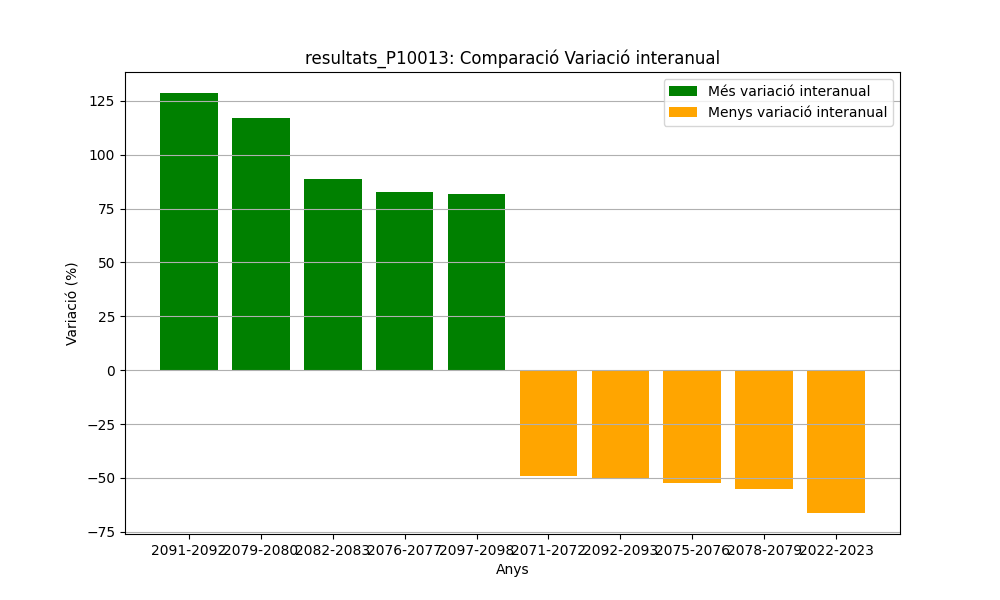 resultats_P10013: Comparació Variació interanual
Més variació interanual
Menys variació interanual
Variació (%)
125
100
75
50
25
0
−25
−50
−75
2091-2092 2079-2080 2082-2083 2076-2077 2097-2098 2071-2072 2092-2093 2075-2076 2078-2079 2022-2023
Anys